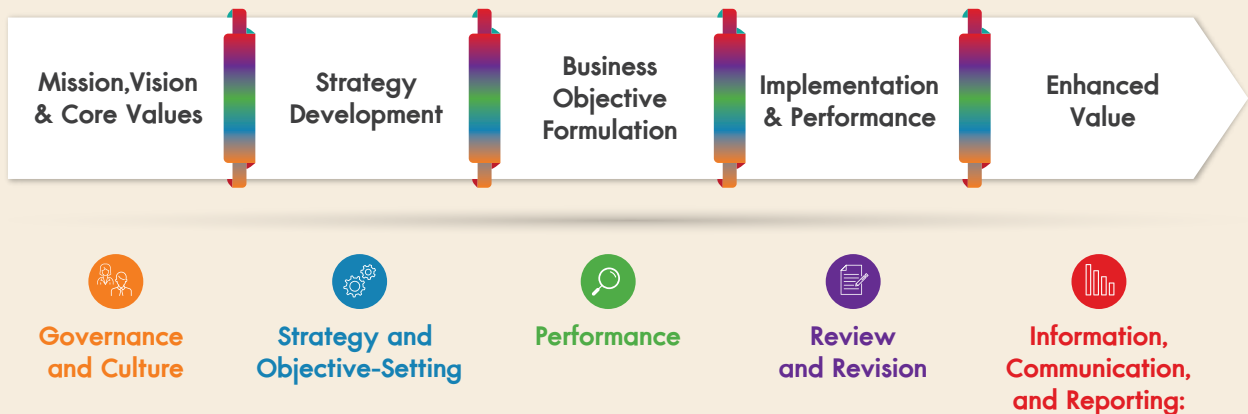 Mission,Vision
& Core Values
Strategy
Development
Business
Objective
Formulation
Implementation
& Performance
Enhanced
Value
Governance
and Culture
Strategy and
Objective-Setting
Performance
Review
and Revision
Information,
Communication,
and Reporting: